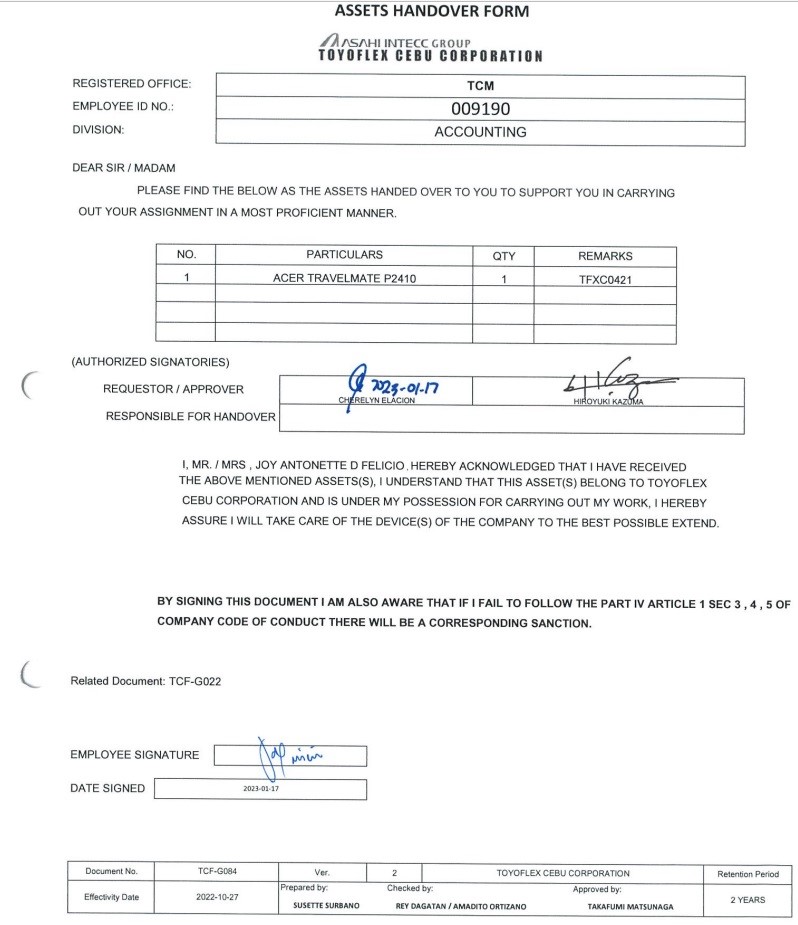 ASSETS HANDOVER FORM
ASAHI INTECC GROUP
TOYOFLEX CEBU CORPORATION
REGISTERED OFFICE: TCM
EMPLOYEE ID NO.: 009190
DIVISION: ACCOUNTING
DEAR SIR / MADAM
PLEASE FIND THE BELOW AS THE ASSETS HANDED OVER TO YOU TO SUPPORT YOU IN CARRYING
OUT YOUR ASSIGNMENT IN A MOST PROFICIENT MANNER.
NO. PARTICULARS QTY REMARKS
1 ACER TRAVELMATE P2410 1 TFXC0421
(AUTHORIZED SIGNATORIES)
REQUESTOR / APPROVER 2023-01-17
CHERELYN ELACION HIROYUKI KAZUMA
RESPONSIBLE FOR HANDOVER
I, MR. / MRS , JOY ANTONETTE D FELICIO , HEREBY ACKNOWLEDGED THAT I HAVE RECEIVED
THE ABOVE MENTIONED ASSETS(S), I UNDERSTAND THAT THIS ASSET(S) BELONG TO TOYOFLEX
CEBU CORPORATION AND IS UNDER MY POSSESSION FOR CARRYING OUT MY WORK, I HEREBY
ASSURE I WILL TAKE CARE OF THE DEVICE(S) OF THE COMPANY TO THE BEST POSSIBLE EXTEND.
BY SIGNING THIS DOCUMENT I AM ALSO AWARE THAT IF I FAIL TO FOLLOW THE PART IV ARTICLE 1 SEC 3 , 4 , 5 OF
COMPANY CODE OF CONDUCT THERE WILL BE A CORRESPONDING SANCTION.
Related Document: TCF-G022
EMPLOYEE SIGNATURE
DATE SIGNED 2023-01-17
Document No. TCF-G084 Ver. 2 TOYOFLEX CEBU CORPORATION Retention Period
Effectivity Date 2022-10-27 Prepared by: Checked by: Approved by: 2 YEARS
SUSETTE SURBANO REY DAGATAN / AMADITO ORTIZANO TAKAFUMI MATSUNAGA